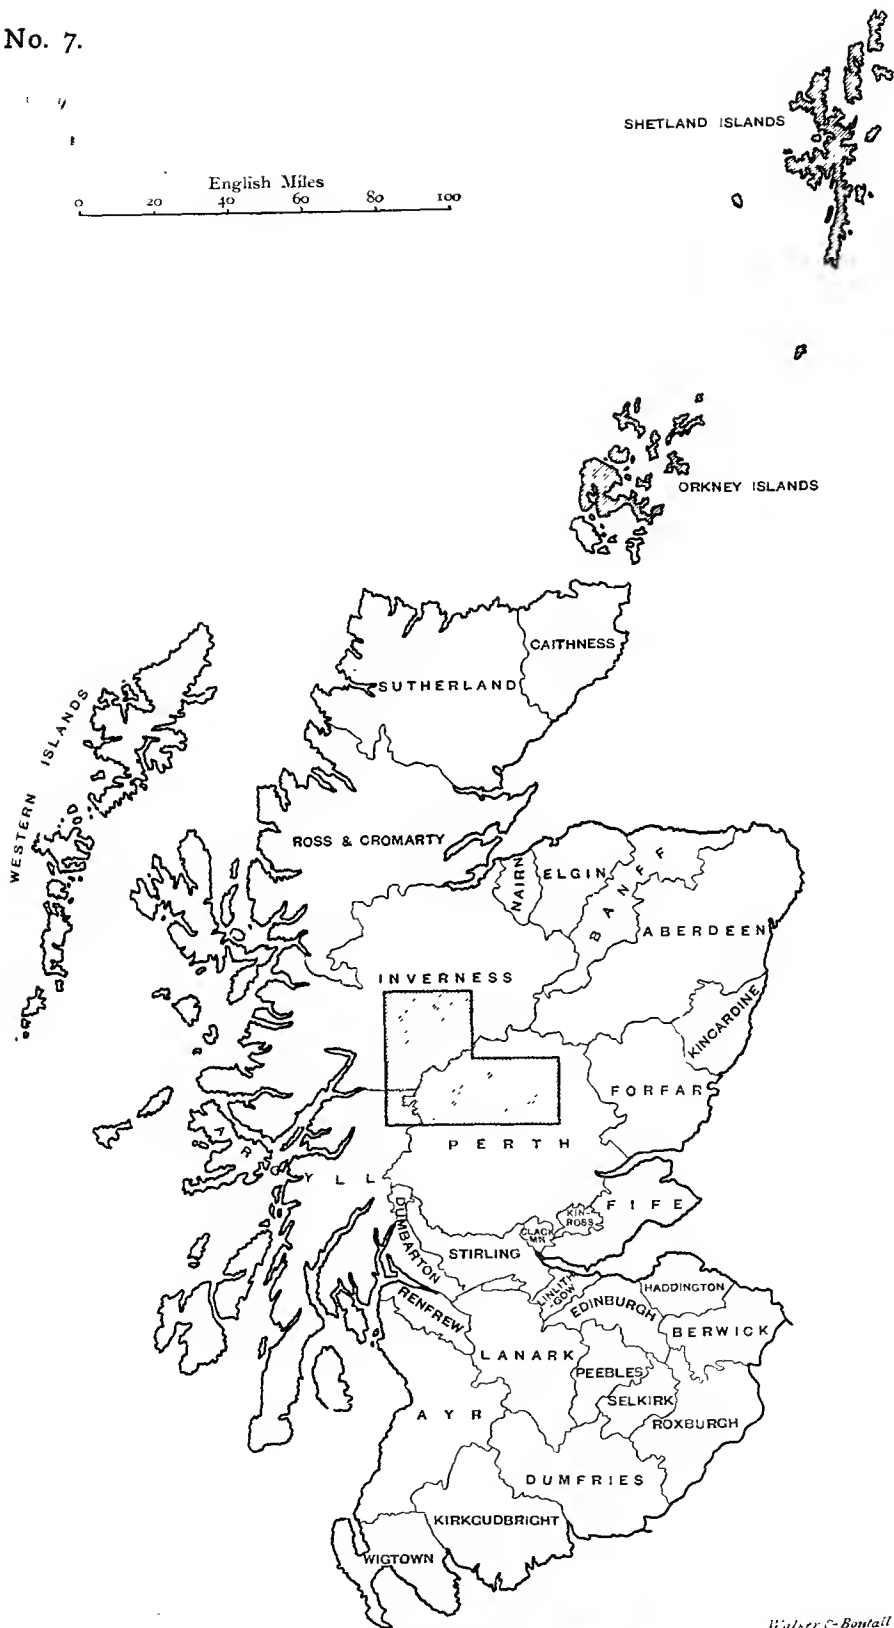 No. 7.
SHETLAND ISLANDS
English Miles
0 20 40 60 80 100
ORKNEY ISLANDS
CAITHNESS
SUTHERLAND
WESTERN ISLANDS
ROSS & CROMARTY
NAIRN
ELGIN
BANFF
ABERDEEN
INVERNESS
KINCARDINE
FORFAR
PERTH
ARGYLL
FIFE
KIN-
ROSS
CLACK
MN
DUMBARTON
STIRLING
LINLITH-
GOW
EDINBURGH
HADDINGTON
RENFREW
BERWICK
LANARK
PEEBLES
SELKIRK
AYR
ROXBURGH
DUMFRIES
KIRKCUDBRIGHT
WIGTOWN
Walker & Boutall